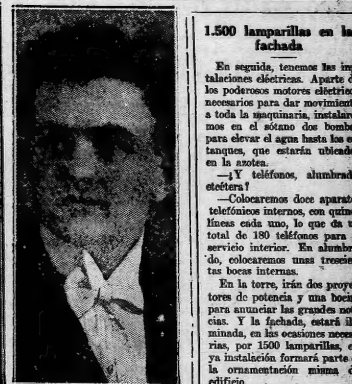 1.500 lamparillas en la
fachada
En seguida, tenemos las ins
talaciones eléctricas. Aparte d
los poderosos motores eléctric
necesarios para dar movimient
a toda la maquinaria, instalare
mos en el sótano dos bomba
para elevar el agua hasta los
tanques, que estarán ubicado
en la azotea.
—¿Y teléfonos, alumbrad
etcétera?
—Colocaremos doce aparato
telefónicos internos, con quin
líneas cada uno, lo que da u
total de 180 teléfonos para
servicio interior. En alumbr
do, colocaremos unas trescie
tas bocas internas.
En la torre, irán dos proye
tores de potencia y una bocin
para anunciar las grandes not
cias. Y la fachada, estará il
minada, en las ocasiones nece
rias, por 1500 lamparillas,
ya instalación formará parte
la ornamentación misma d
edificio.